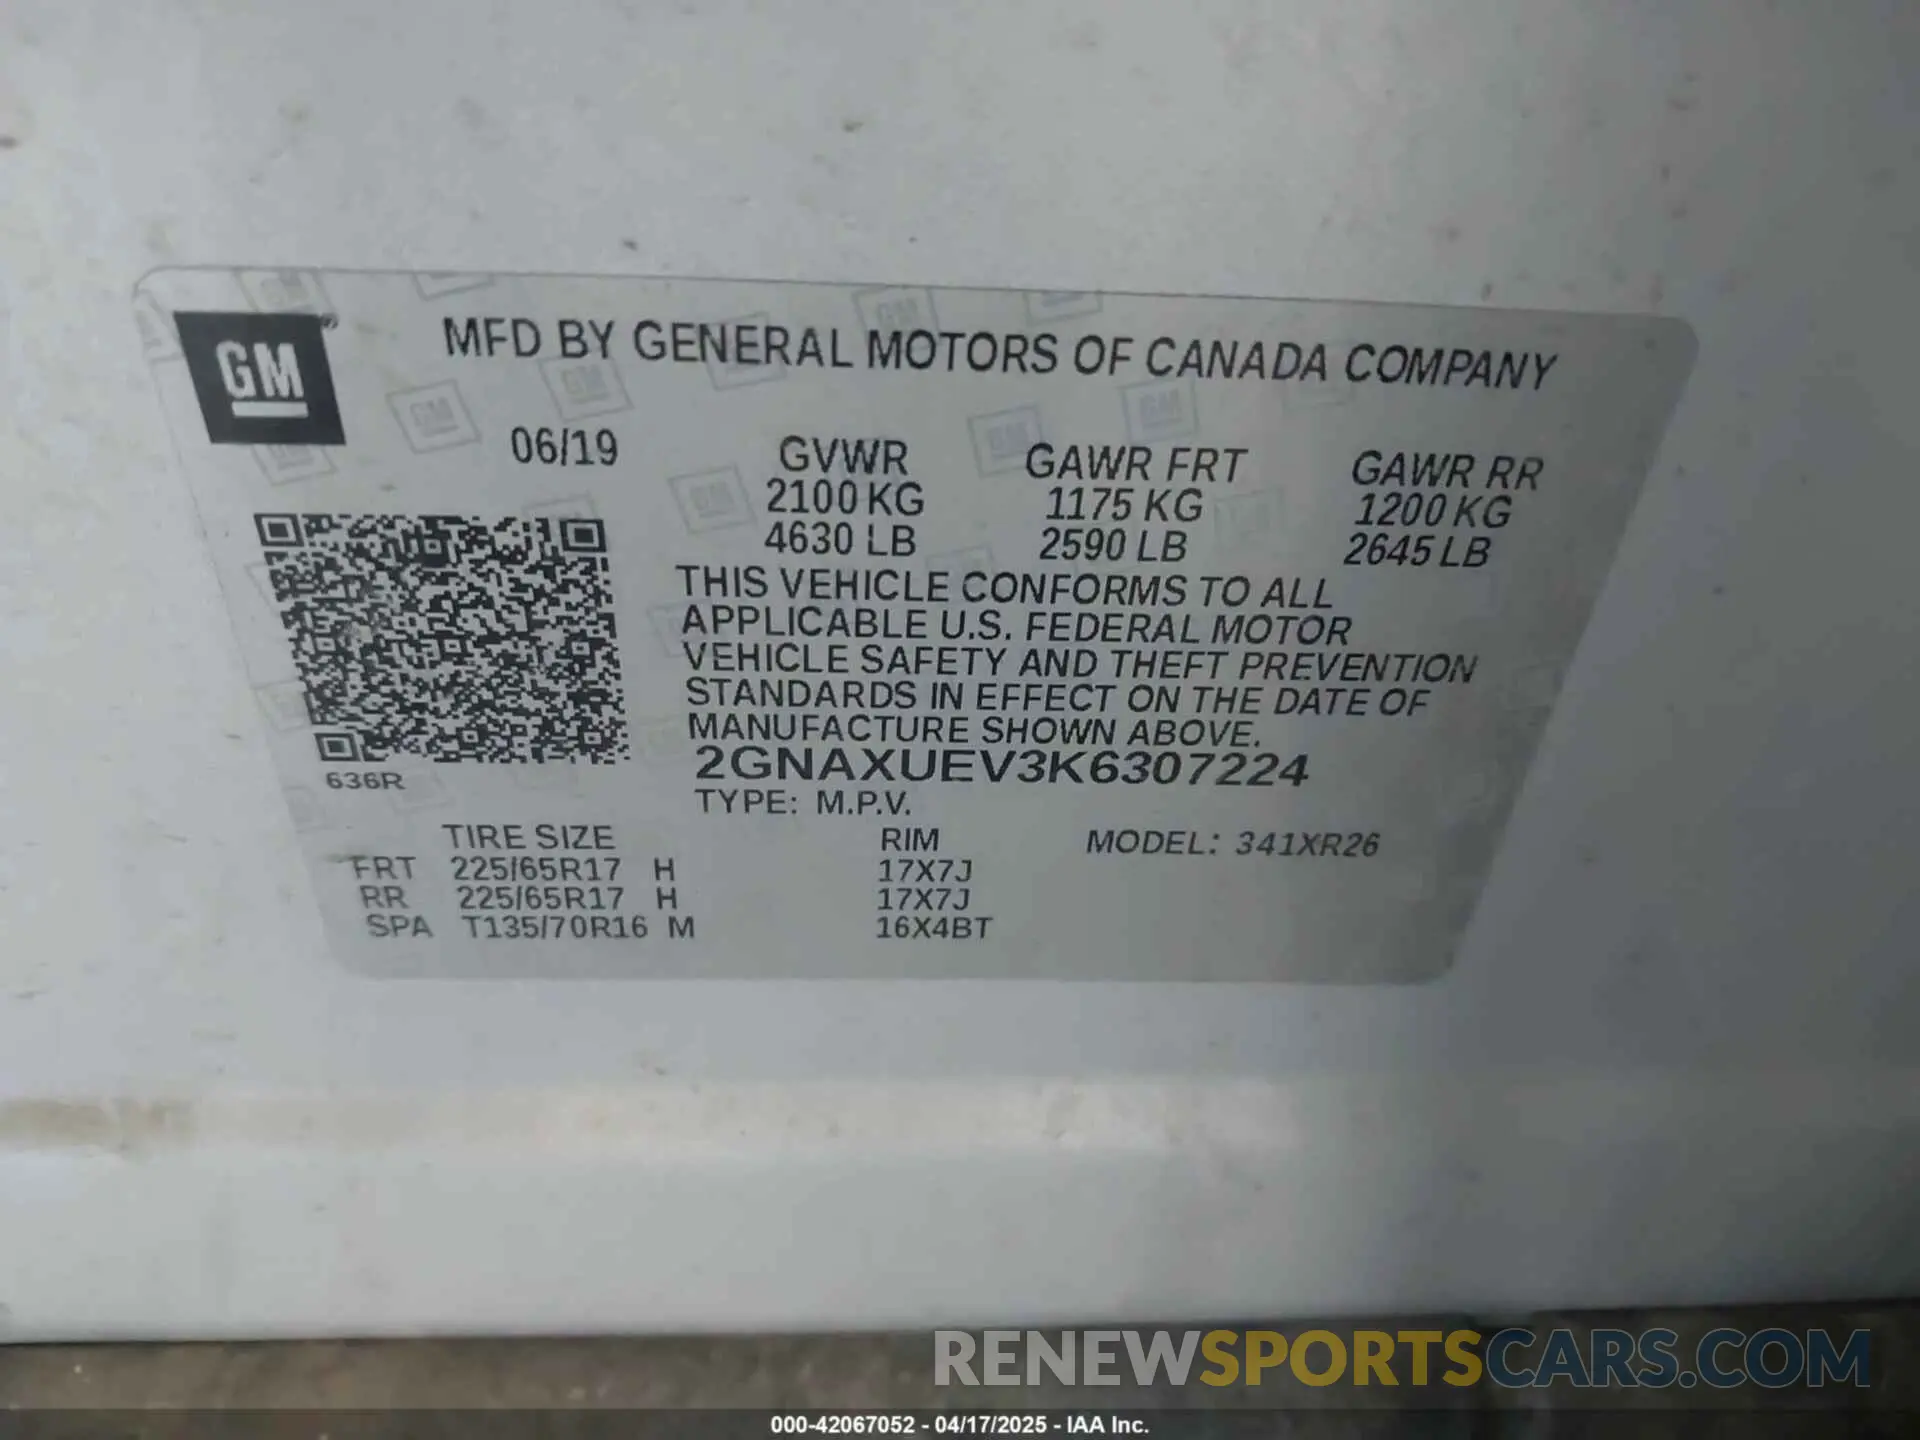 GM
MFD BY GENERAL MOTORS OF CANADA COMPANY
06/19
GVWR GAWR FRT GAWR RR
2100 KG 1175 KG 1200 KG
4630 LB 2590 LB 2645 LB
THIS VEHICLE CONFORMS TO ALL
APPLICABLE U.S. FEDERAL MOTOR
VEHICLE SAFETY AND THEFT PREVENTION
STANDARDS IN EFFECT ON THE DATE OF
MANUFACTURE SHOWN ABOVE.
2GNAXUEV3K6307224
636R
TYPE: M.P.V.
TIRE SIZE RIM MODEL: 341XR26
FRT 225/65R17 H 17X7J
RR 225/65R17 H 17X7J
SPA T135/70R16 M 16X4BT
RENEWSPORTSCARS.COM
000-42067052 - 04/17/2025 - IAA Inc.